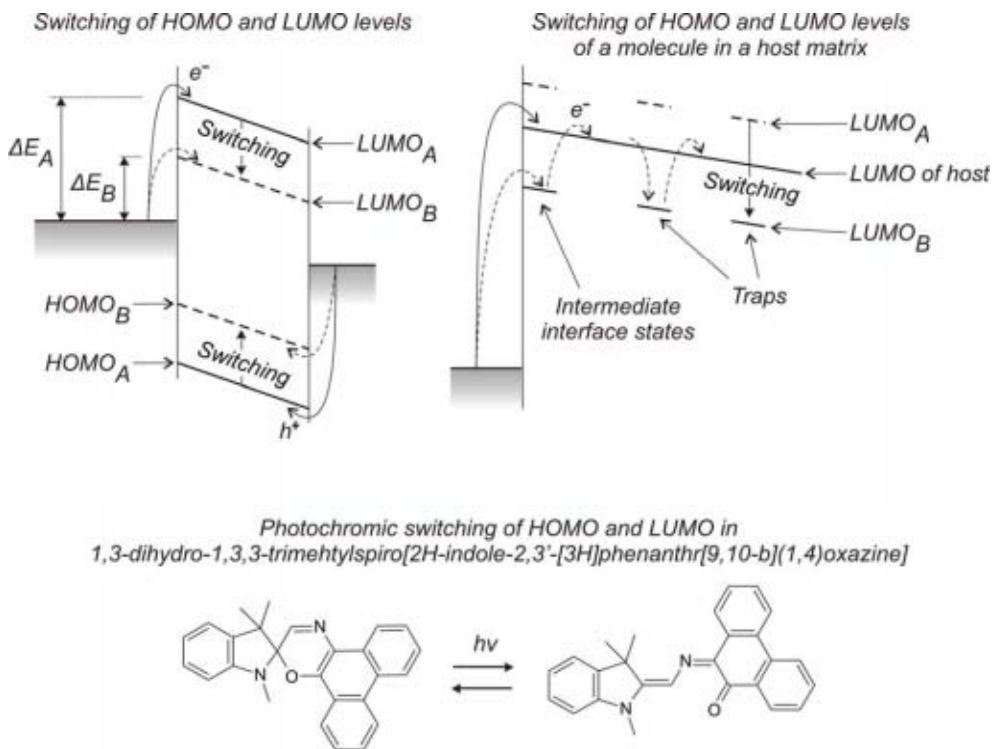 Switching of HOMO and LUMO levels
e⁻
ΔE_A
ΔE_B
Switching
LUMO_A
LUMO_B
HOMO_B
HOMO_A
Switching
h⁺
Switching of HOMO and LUMO levels
of a molecule in a host matrix
e⁻
LUMO_A
LUMO of host
Switching
LUMO_B
Traps
Intermediate
interface states
Photochromic switching of HOMO and LUMO in
1,3-dihydro-1,3,3-trimehtylspiro[2H-indole-2,3'-[3H]phenanthr[9,10-b](1,4)oxazine]
N
N
O
hν
N
N
O